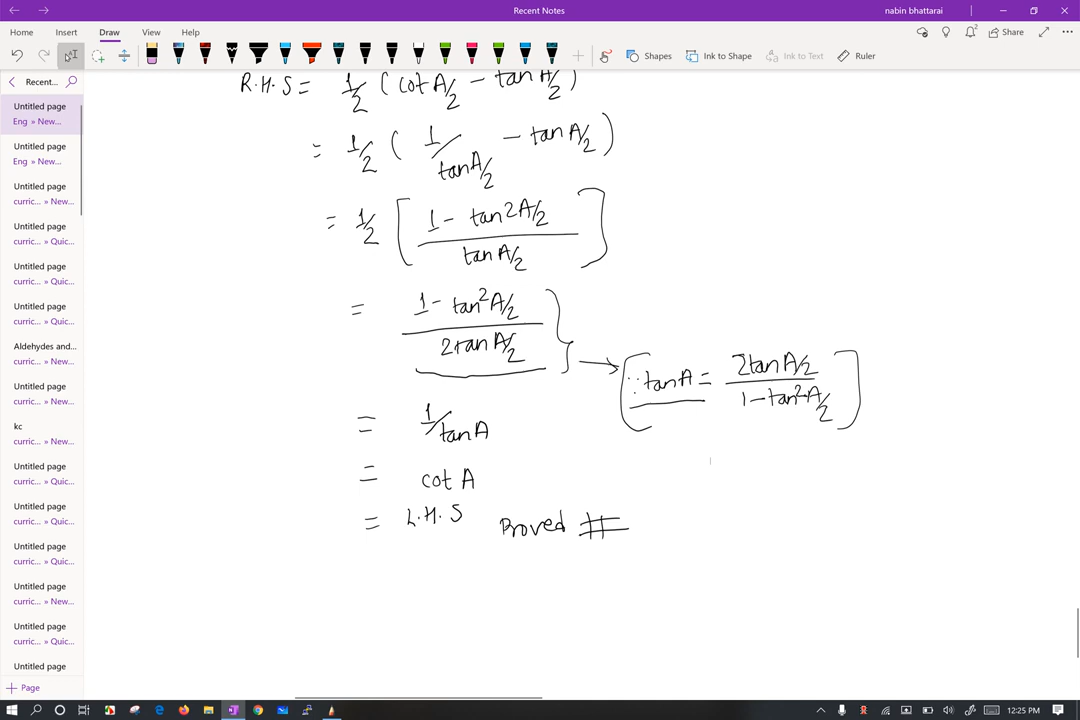 Recent Notes
nabin bhattarai
Home Insert Draw View Help
Share
Shapes Ink to Shape Ink to Text Ruler
Recent...
Untitled page
Eng » New...
Untitled page
Eng » New...
Untitled page
curric... » New...
Untitled page
curric... » Quic...
Untitled page
curric... » Quic...
Untitled page
curric... » Quic...
Aldehydes and...
curric... » New...
Untitled page
curric... » New...
kc
curric... » New...
Untitled page
curric... » Quic...
Untitled page
curric... » New...
Untitled page
curric... » Quic...
Untitled page
curric... » New...
Untitled page
curric... » Quic...
Untitled page
+ Page
R.H.S = 1/2 (cot A/2 - tan A/2)
= 1/2 ( 1/tan A/2 - tan A/2 )
= 1/2 [ 1 - tan2A/2 / tan A/2 ]
= 1 - tan²A/2 / 2tan A/2 } → [∵ tanA = 2tan A/2 / 1 - tan²A/2 ]
= 1/tanA
= cot A
= L.H.S Proved #
12:25 PM